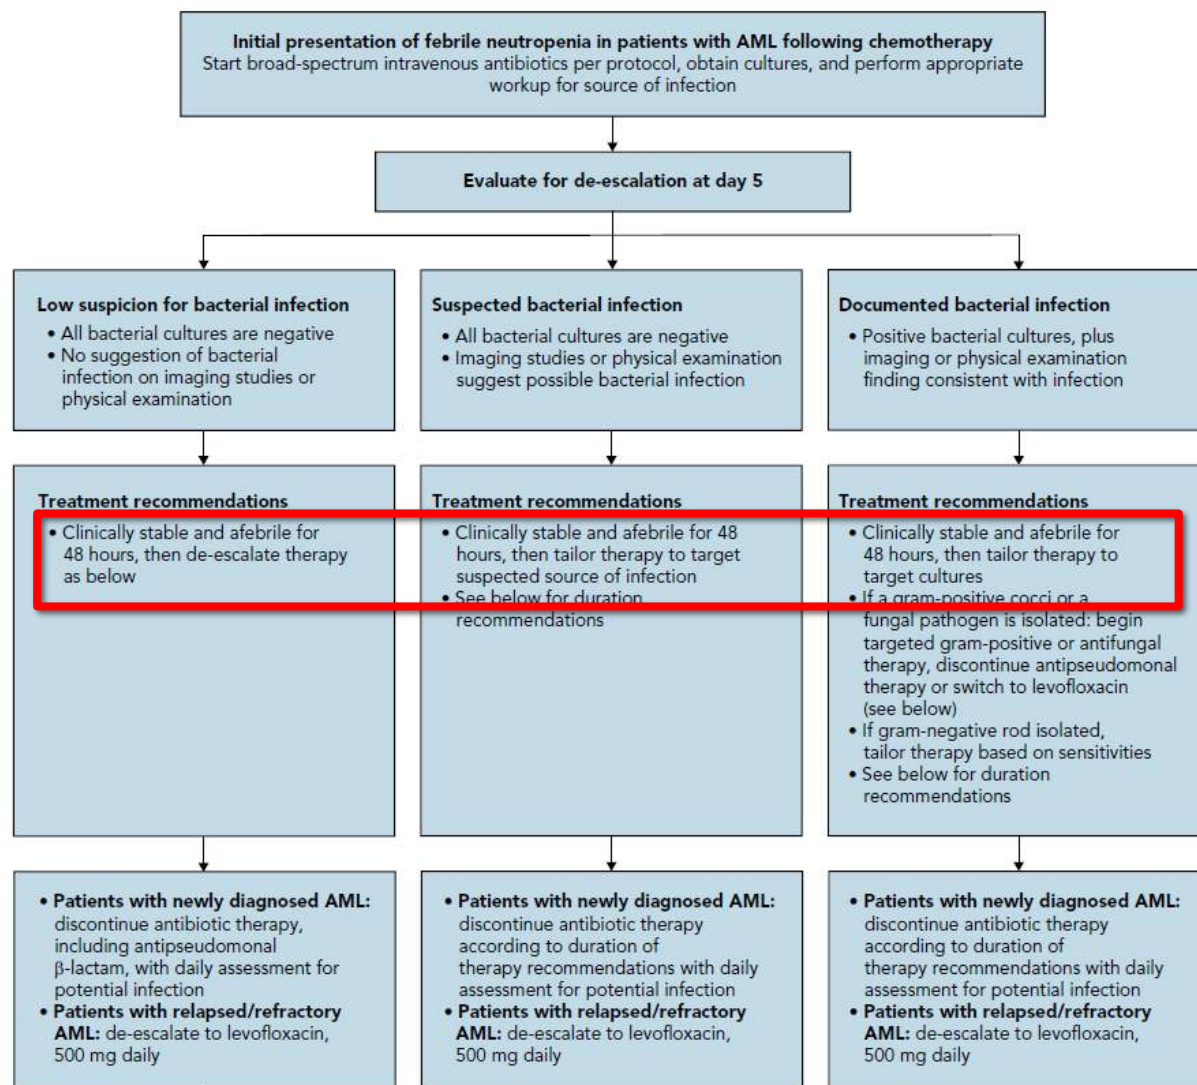 Initial presentation of febrile neutropenia in patients with AML following chemotherapy
Start broad-spectrum intravenous antibiotics per protocol, obtain cultures, and perform appropriate
workup for source of infection
Evaluate for de-escalation at day 5
Low suspicion for bacterial infection
• All bacterial cultures are negative
• No suggestion of bacterial
infection on imaging studies or
physical examination
Suspected bacterial infection
• All bacterial cultures are negative
• Imaging studies or physical examination
suggest possible bacterial infection
Documented bacterial infection
• Positive bacterial cultures, plus
imaging or physical examination
finding consistent with infection
Treatment recommendations
• Clinically stable and afebrile for
48 hours, then de-escalate therapy
as below
Treatment recommendations
• Clinically stable and afebrile for 48
hours, then tailor therapy to target
suspected source of infection
• See below for duration
recommendations
Treatment recommendations
• Clinically stable and afebrile for
48 hours, then tailor therapy to
target cultures
• If a gram-positive cocci or a
fungal pathogen is isolated: begin
targeted gram-positive or antifungal
therapy, discontinue antipseudomonal
therapy or switch to levofloxacin
(see below)
• If gram-negative rod isolated,
tailor therapy based on sensitivities
• See below for duration
recommendations
• Patients with newly diagnosed AML:
discontinue antibiotic therapy,
including antipseudomonal
β-lactam, with daily assessment for
potential infection
• Patients with relapsed/refractory
AML: de-escalate to levofloxacin,
500 mg daily
• Patients with newly diagnosed AML:
discontinue antibiotic therapy
according to duration of
therapy recommendations with daily
assessment for potential infection
• Patients with relapsed/refractory
AML: de-escalate to levofloxacin,
500 mg daily
• Patients with newly diagnosed AML:
discontinue antibiotic therapy
according to duration of
therapy recommendations with daily
assessment for potential infection
• Patients with relapsed/refractory
AML: de-escalate to levofloxacin,
500 mg daily